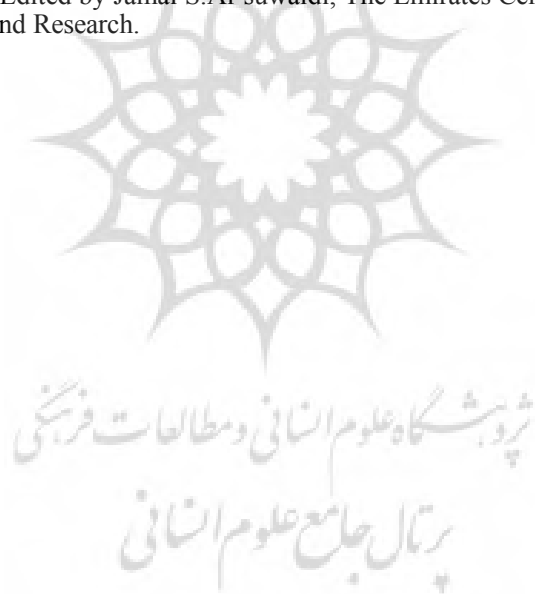 Edited by Jamal S.Al-suwaidi, The Emirates Cen
nd Research.
پژوهشگاه علوم انسانی و مطالعات فرهنگی
پرتال جامع علوم انسانی